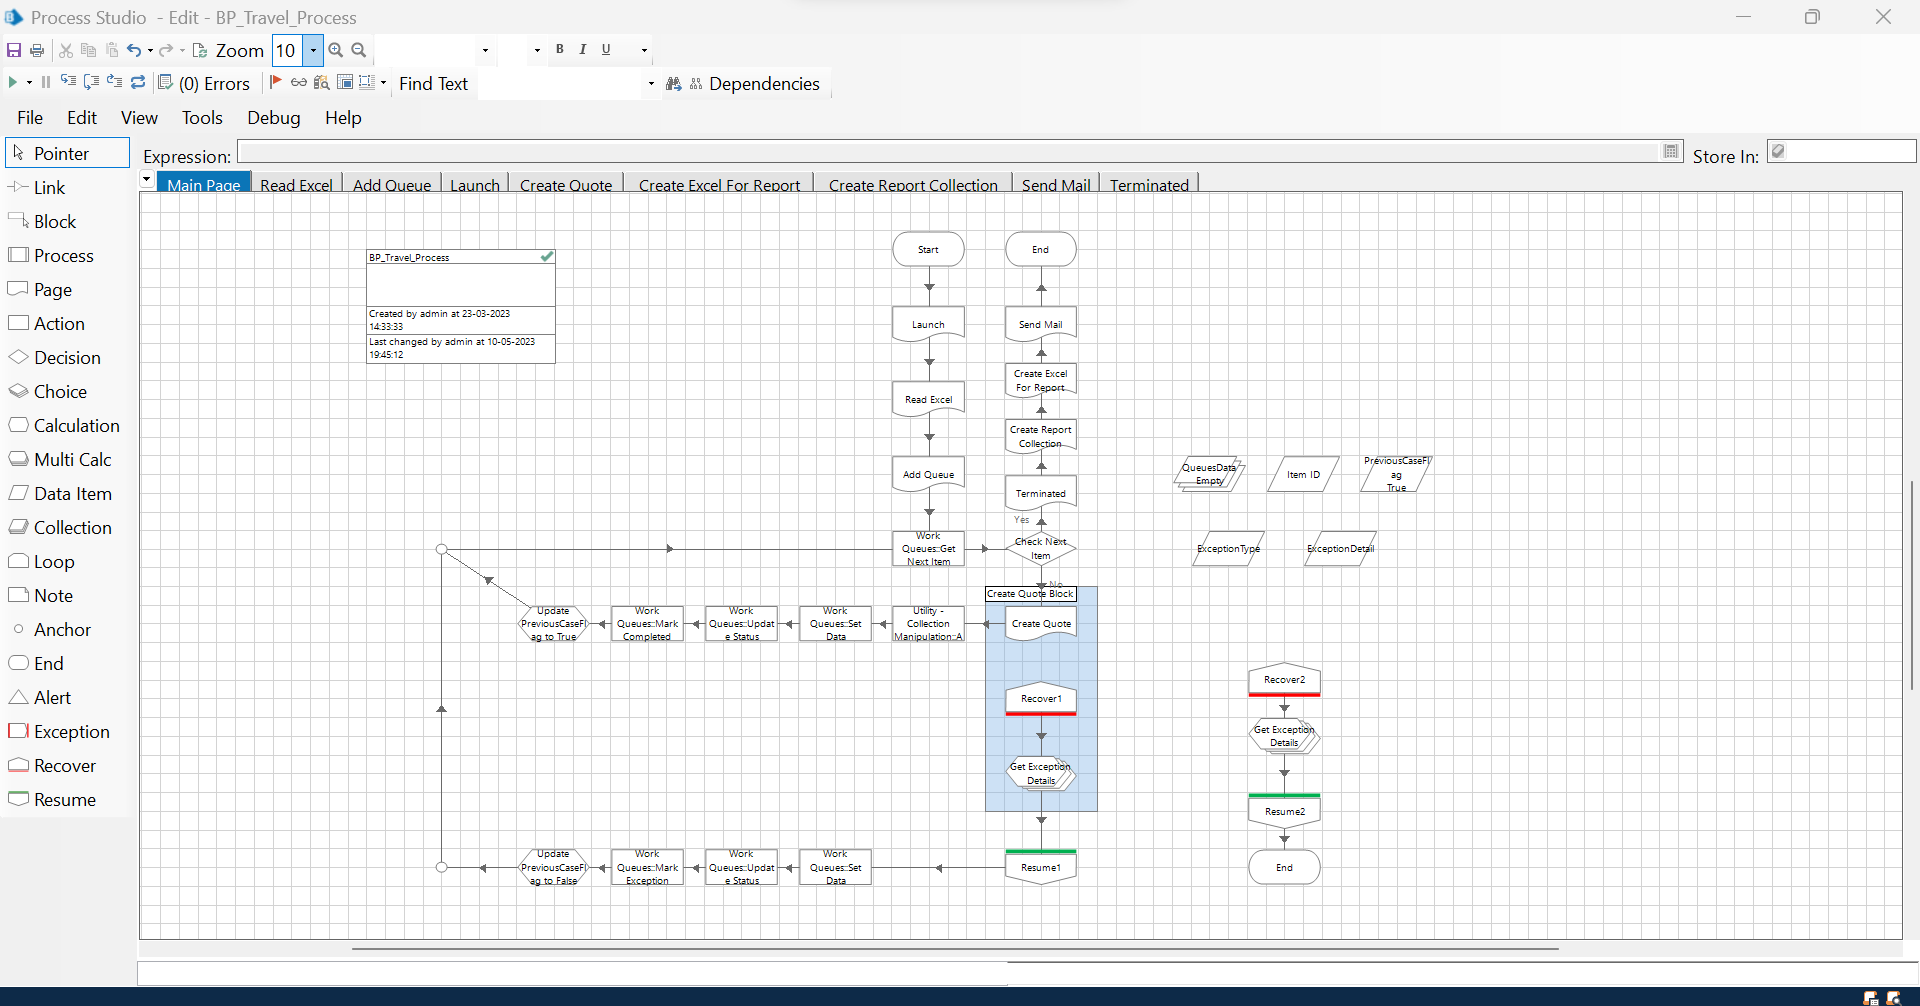 Process Studio - Edit - BP_Travel_Process
Zoom 10 B I U
(0) Errors Find Text Dependencies
File Edit View Tools Debug Help
Expression: Store In:
Main Page Read Excel Add Queue Launch Create Quote Create Excel For Report Create Report Collection Send Mail Terminated
Pointer
Link
Block
Process
Page
Action
Decision
Choice
Calculation
Multi Calc
Data Item
Collection
Loop
Note
Anchor
End
Alert
Exception
Recover
Resume
BP_Travel_Process
Created by admin at 23-03-2023
14:33:33
Last changed by admin at 10-05-2023
19:45:12
Start
Launch
Read Excel
Add Queue
Work
Queues::Get
Next Item
End
Send Mail
Create Excel
For Report
Create Report
Collection
Terminated
Yes
Check Next
Item
No
QueuesData
Empty
Item ID
PreviousCaseFl
ag
True
ExceptionType
ExceptionDetail
Create Quote Block
Create Quote
Utility -
Collection
Manipulation::A
Work
Queues::Set
Data
Work
Queues::Updat
e Status
Work
Queues::Mark
Completed
Update
PreviousCaseFl
ag to True
Recover1
Get Exception
Details
Resume1
Work
Queues::Set
Data
Work
Queues::Updat
e Status
Work
Queues::Mark
Exception
Update
PreviousCaseFl
ag to False
Recover2
Get Exception
Details
Resume2
End